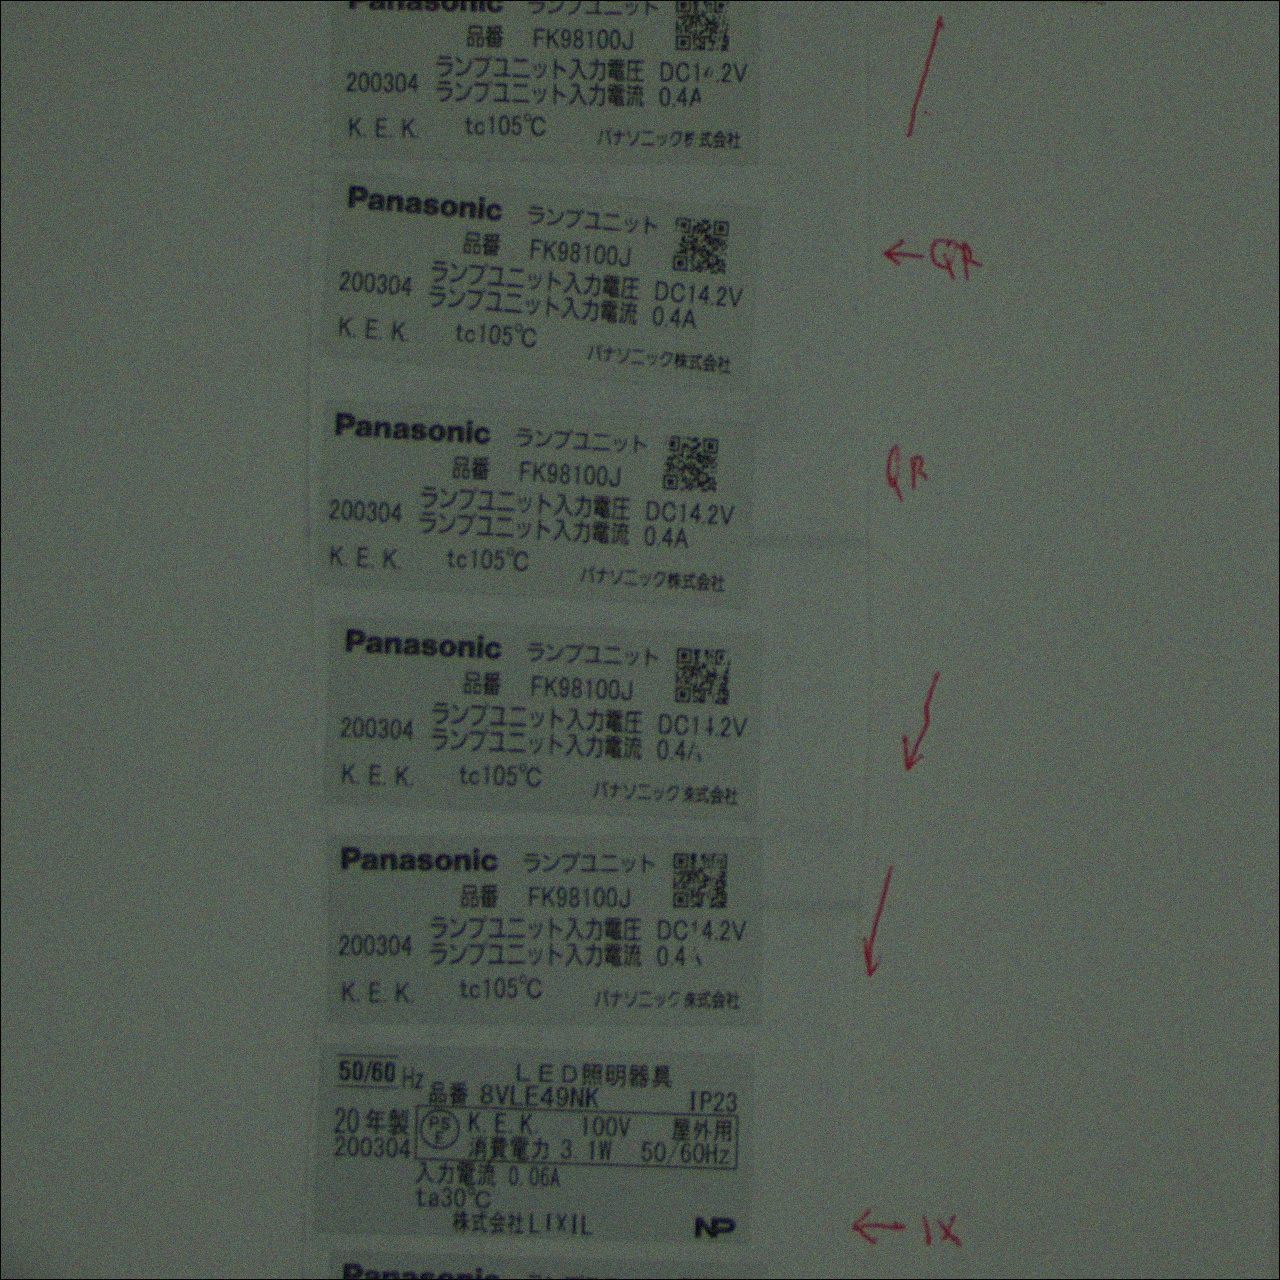 Panasonic ランプユニット
品番 FK98100J
ランプユニット入力電圧 DC14.2V
200304 ランプユニット入力電流 0.4A
K. E. K. tc105℃ パナソニック株式会社
Panasonic ランプユニット
品番 FK98100J
← QR
ランプユニット入力電圧 DC14.2V
200304 ランプユニット入力電流 0.4A
K. E. K. tc105℃ パナソニック株式会社
Panasonic ランプユニット
品番 FK98100J
QR
ランプユニット入力電圧 DC14.2V
200304 ランプユニット入力電流 0.4A
K. E. K. tc105℃ パナソニック株式会社
Panasonic ランプユニット
品番 FK98100J
ランプユニット入力電圧 DC14.2V
200304 ランプユニット入力電流 0.4A
K. E. K. tc105℃ パナソニック株式会社
Panasonic ランプユニット
品番 FK98100J
ランプユニット入力電圧 DC14.2V
200304 ランプユニット入力電流 0.4A
K. E. K. tc105℃ パナソニック株式会社
50/60 Hz LED照明器具
品番 8VLE49NK IP23
20年製 PSE K. E. K. 100V 屋外用
200304 消費電力 3.1W 50/60Hz
入力電流 0.06A
ta30℃
株式会社LIXIL NP
← IX
Panasonic ランプユニット